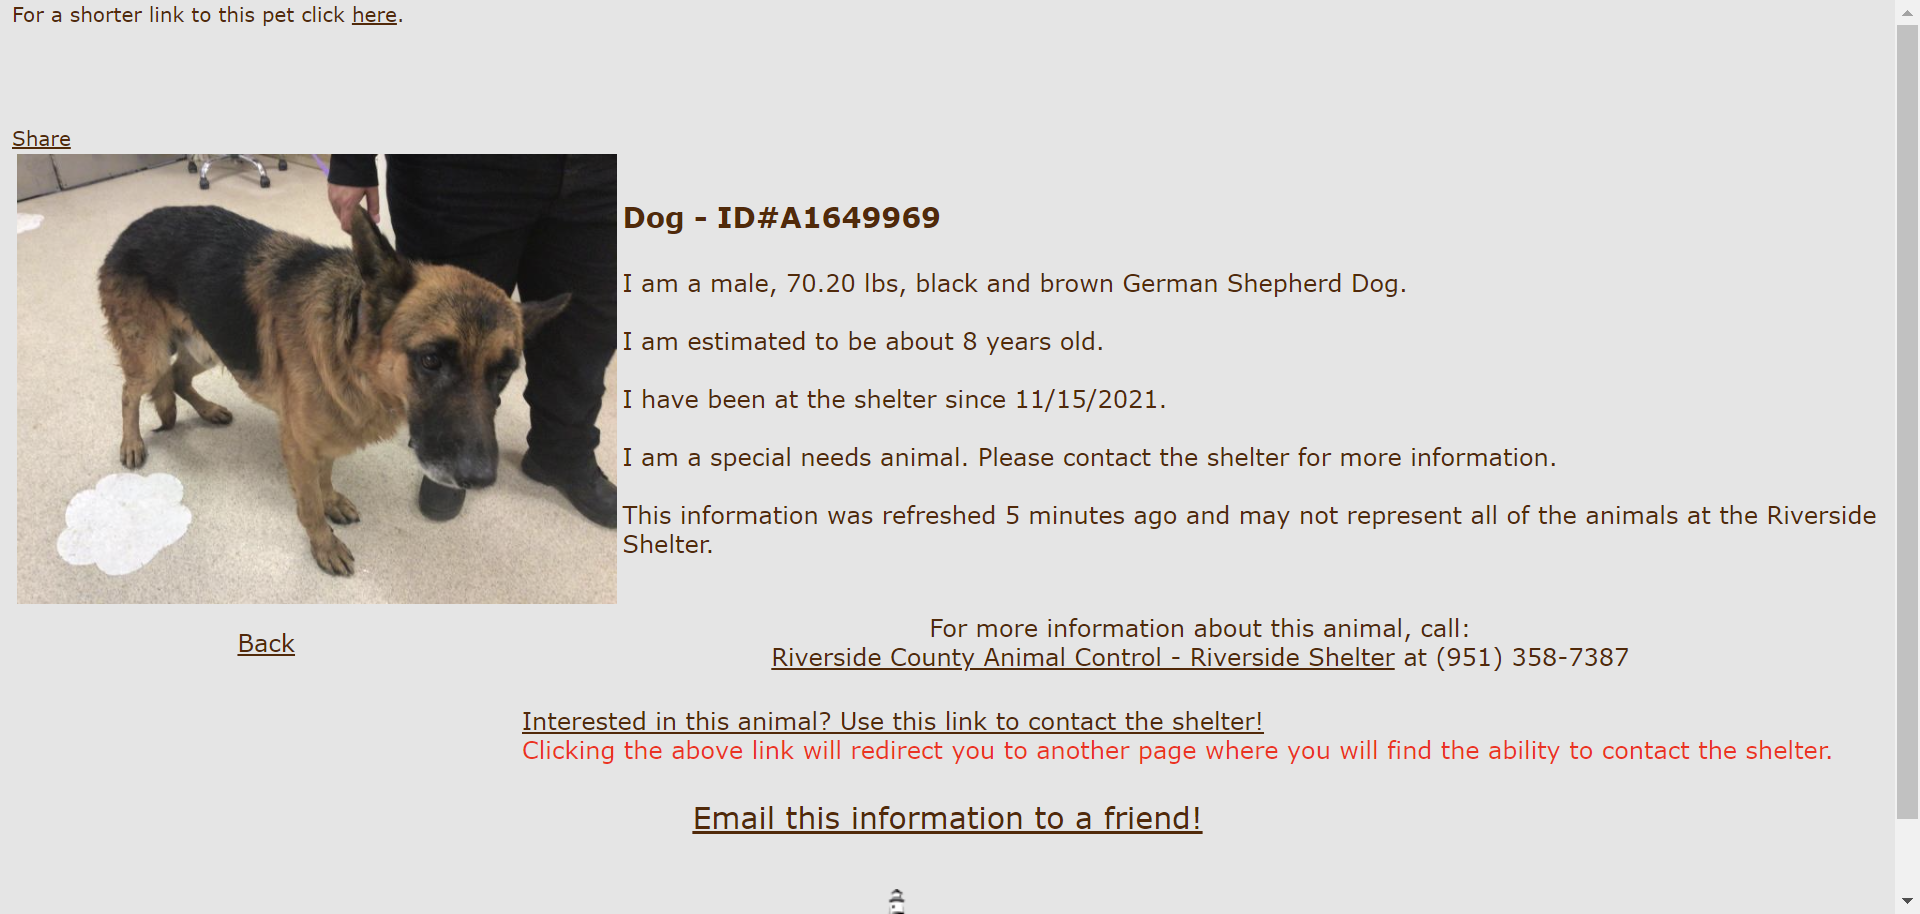 For a shorter link to this pet click here.
Share
Dog - ID#A1649969
I am a male, 70.20 lbs, black and brown German Shepherd Dog.
I am estimated to be about 8 years old.
I have been at the shelter since 11/15/2021.
I am a special needs animal. Please contact the shelter for more information.
This information was refreshed 5 minutes ago and may not represent all of the animals at the Riverside
Shelter.
Back
For more information about this animal, call:
Riverside County Animal Control - Riverside Shelter at (951) 358-7387
Interested in this animal? Use this link to contact the shelter!
Clicking the above link will redirect you to another page where you will find the ability to contact the shelter.
Email this information to a friend!